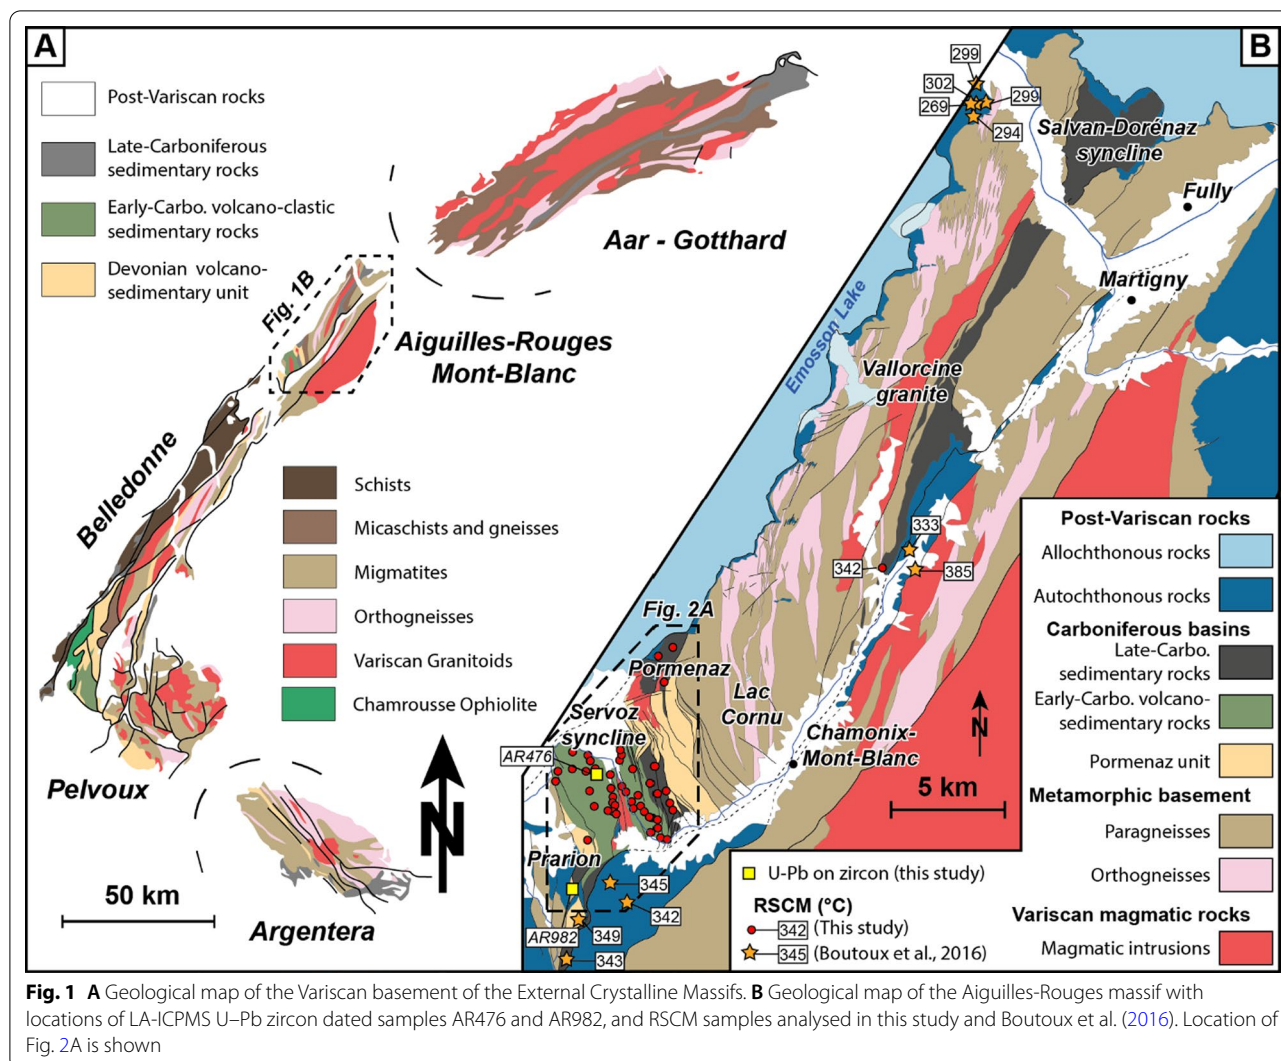 A
Post-Variscan rocks
Late-Carboniferous
sedimentary rocks
Early-Carbo. volcano-clastic
sedimentary rocks
Devonian volcano-
sedimentary unit
Fig. 1B
Aar - Gotthard
Aiguilles-Rouges
Mont-Blanc
Belledonne
Schists
Micaschists and gneisses
Migmatites
Orthogneisses
Variscan Granitoids
Chamrousse Ophiolite
Pelvoux
N
50 km
Argentera
B
299
302
269
299
294
Salvan-Dorénaz
syncline
Fully
Martigny
Emosson Lake
Vallorcine
granite
333
342
385
Fig. 2A
Pormenaz
Lac
Cornu
Servoz
syncline
AR476
Chamonix-
Mont-Blanc
N
5 km
Prarion
345
342
AR982
349
343
U-Pb on zircon (this study)
RSCM (°C)
342 (This study)
345 (Boutoux et al., 2016)
Post-Variscan rocks
Allochthonous rocks
Autochthonous rocks
Carboniferous basins
Late-Carbo.
sedimentary rocks
Early-Carbo. volcano-
sedimentary rocks
Pormenaz unit
Metamorphic basement
Paragneisses
Orthogneisses
Variscan magmatic rocks
Magmatic intrusions
Fig. 1 A Geological map of the Variscan basement of the External Crystalline Massifs. B Geological map of the Aiguilles-Rouges massif with
locations of LA-ICPMS U–Pb zircon dated samples AR476 and AR982, and RSCM samples analysed in this study and Boutoux et al. (2016). Location of
Fig. 2A is shown